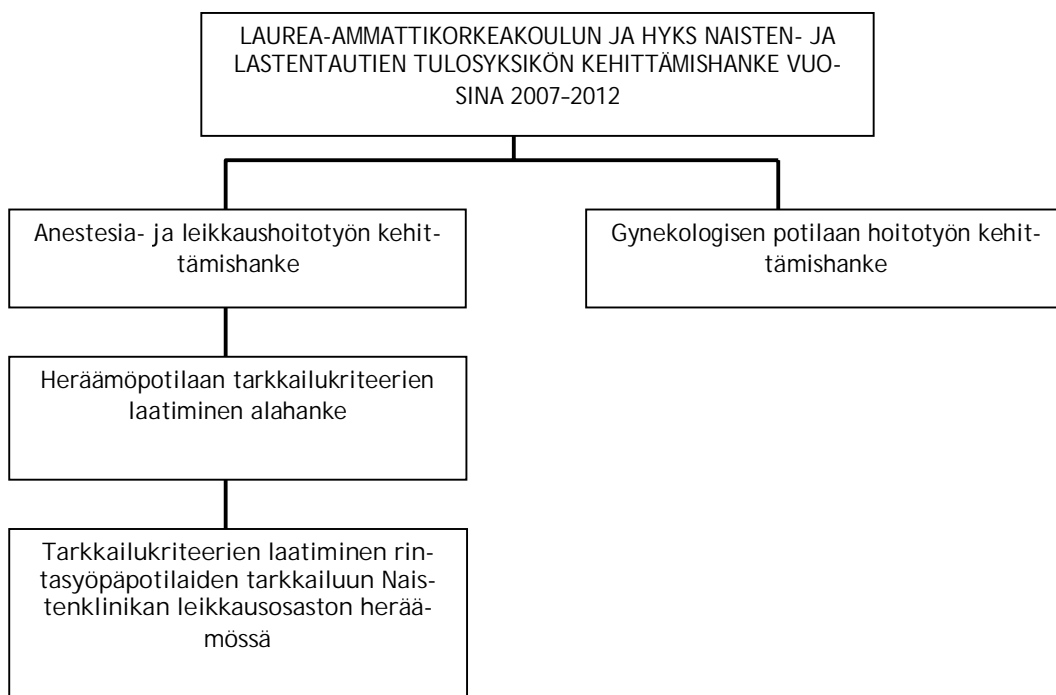 LAUREA-AMMATTIKORKEAKOULUN JA HYKS NAISTEN- JA
LASTENTAUTIEN TULOSYKSIKÖN KEHITTÄMISHANKE VUO-
SINA 2007–2012
Anestesia- ja leikkaushoitotyön kehit-
tämishanke
Gynekologisen potilaan hoitotyön kehit-
tämishanke
Heräämöpotilaan tarkkailukriteerien
laatiminen alahanke
Tarkkailukriteerien laatiminen rin-
tasyöpäpotilaiden tarkkailuun Nais-
tenklinikan leikkausosaston herää-
mössä